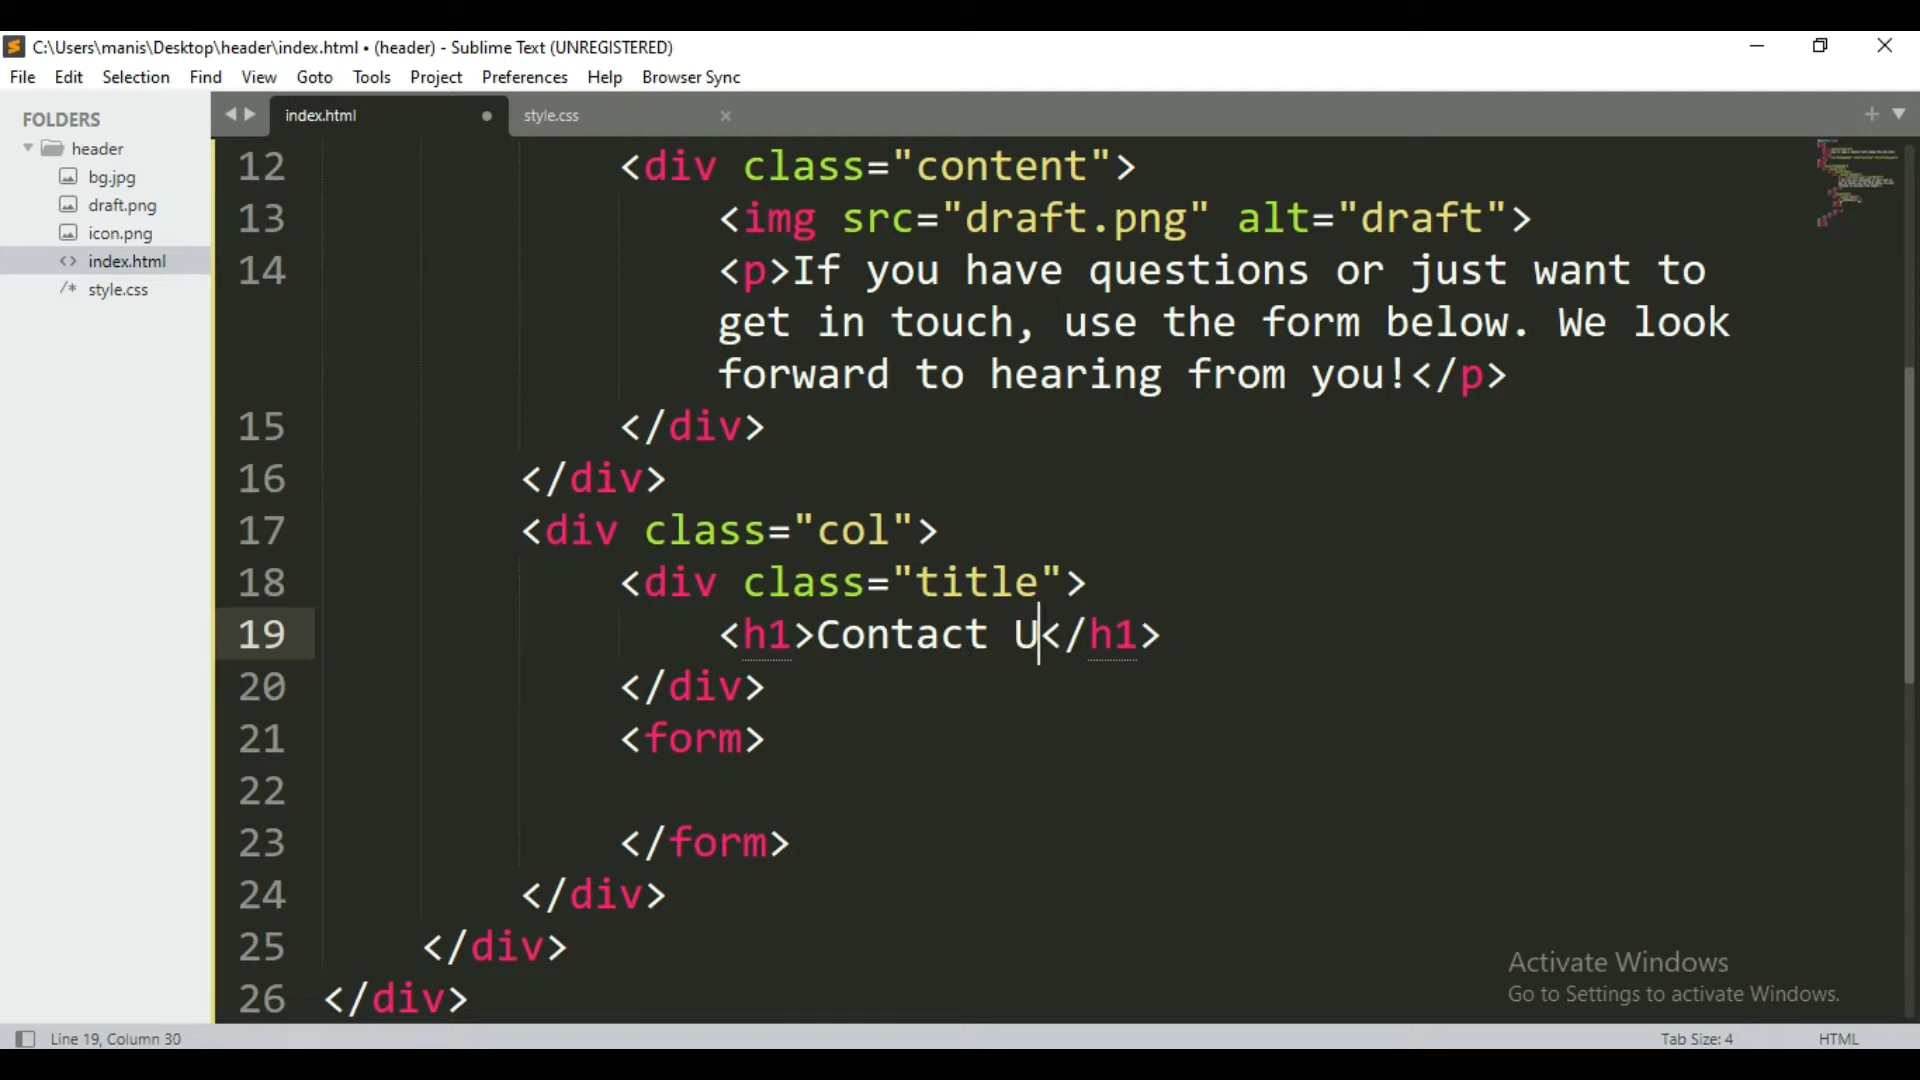 C:\Users\manis\Desktop\header\index.html • (header) - Sublime Text (UNREGISTERED)
File Edit Selection Find View Goto Tools Project Preferences Help Browser Sync
FOLDERS
header
bg.jpg
draft.png
icon.png
<> index.html
/* style.css
index.html
style.css
12 <div class="content">
13 <img src="draft.png" alt="draft">
14 <p>If you have questions or just want to
get in touch, use the form below. We look
forward to hearing from you!</p>
15 </div>
16 </div>
17 <div class="col">
18 <div class="title">
19 <h1>Contact U</h1>
20 </div>
21 <form>
22
23 </form>
24 </div>
25 </div>
26 </div>
Activate Windows
Go to Settings to activate Windows.
Line 19, Column 30
Tab Size: 4
HTML